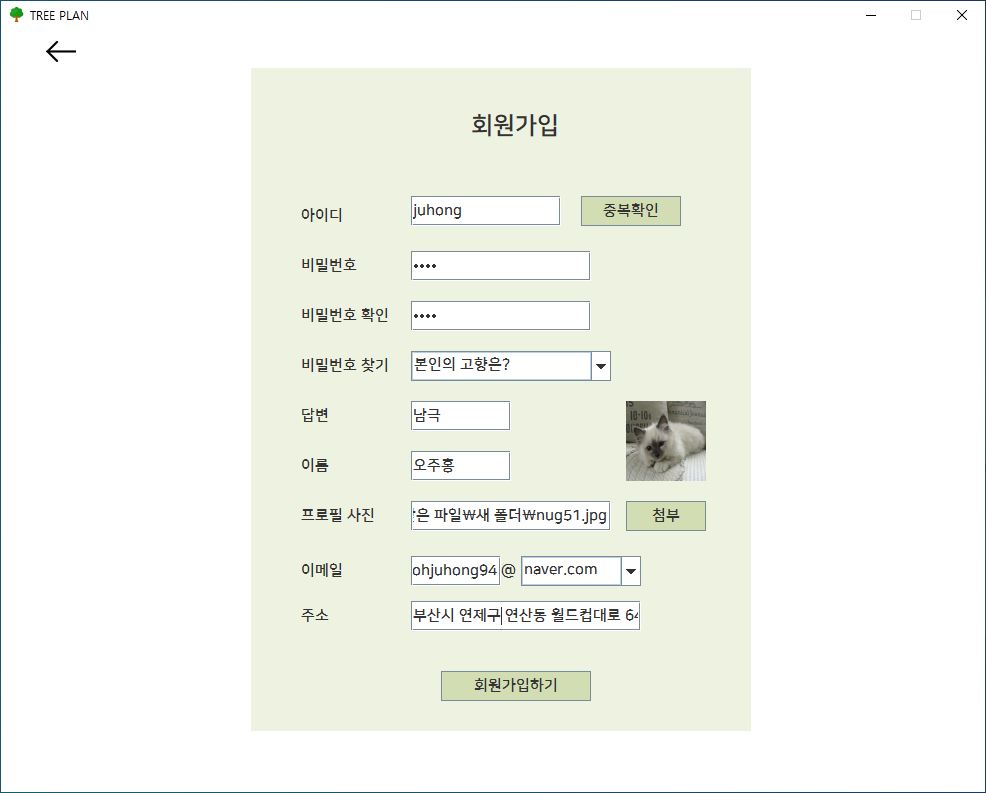 TREE PLAN
회원가입
아이디 juhong 중복확인
비밀번호 ••••
비밀번호 확인 ••••
비밀번호 찾기 본인의 고향은?
답변 남극
이름 오주홍
프로필 사진 은 파일₩새 폴더₩nug51.jpg 첨부
이메일 ohjuhong94 @ naver.com
주소 부산시 연제구 연산동 월드컵대로 64
회원가입하기